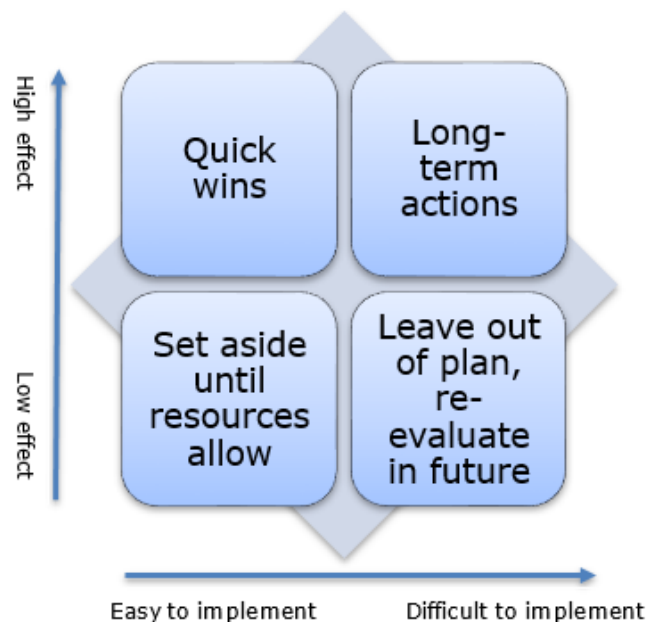 High effect
Quick
wins
Long-
term
actions
Low effect
Set aside
until
resources
allow
Leave out
of plan,
re-
evaluate
in future
Easy to implement
Difficult to implement